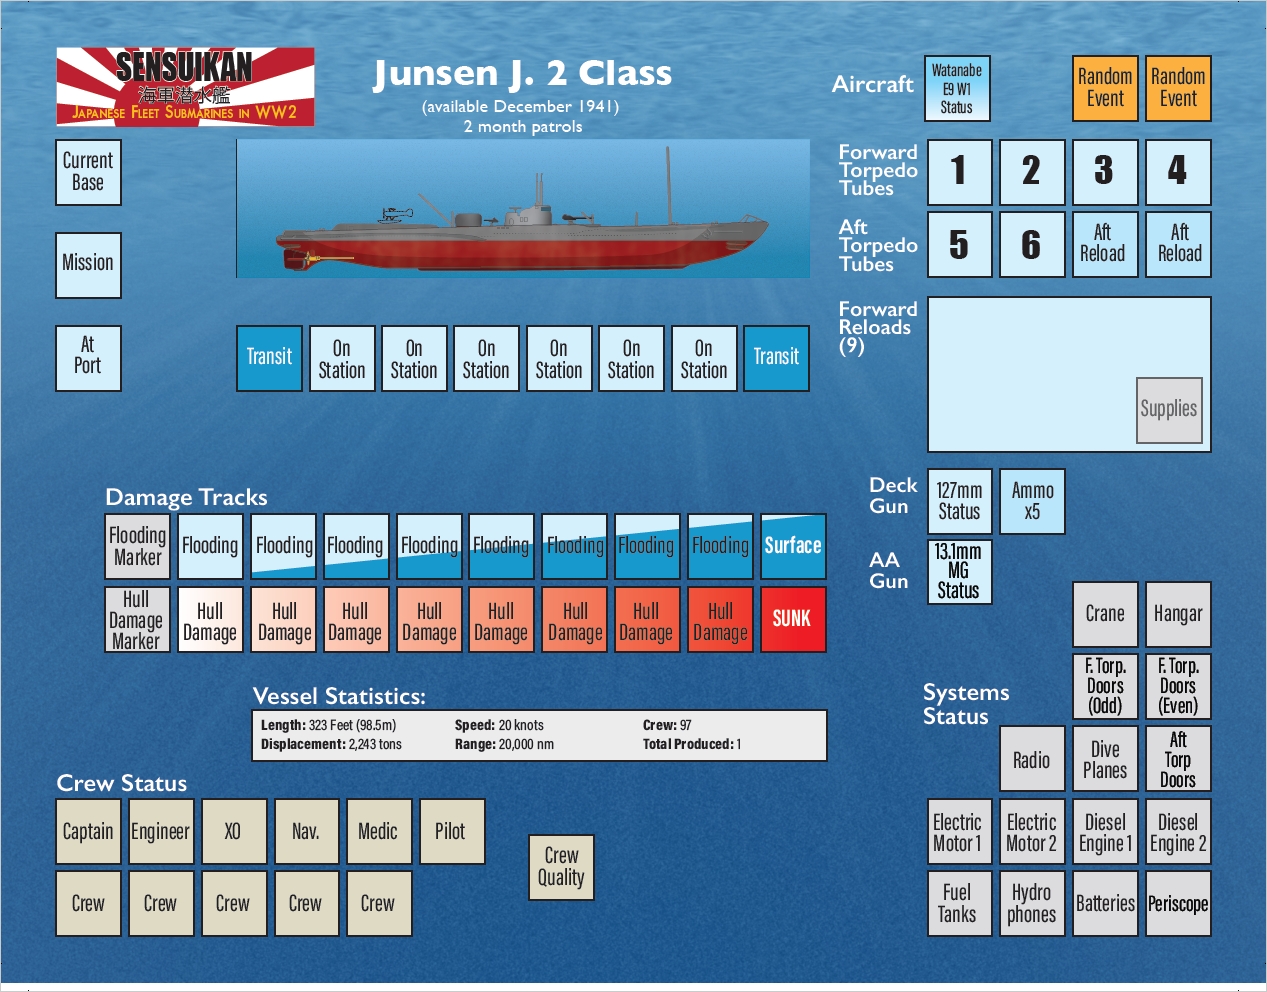 SENSUIKAN
海軍潜水艦
Japanese Fleet Submarines in WW2
Junsen J. 2 Class
(available December 1941)
2 month patrols
Aircraft
Watanabe
E9 W1
Status
Random
Event
Random
Event
Current
Base
Mission
At
Port
Forward
Torpedo
Tubes
1
2
3
4
Aft
Torpedo
Tubes
5
6
Aft
Reload
Aft
Reload
Forward
Reloads
(9)
Supplies
Transit
On
Station
On
Station
On
Station
On
Station
On
Station
On
Station
Transit
Deck
Gun
127mm
Status
Ammo
x5
AA
Gun
13.1mm
MG
Status
Damage Tracks
Flooding
Marker
Flooding
Flooding
Flooding
Flooding
Flooding
Flooding
Flooding
Flooding
Surface
Hull
Damage
Marker
Hull
Damage
Hull
Damage
Hull
Damage
Hull
Damage
Hull
Damage
Hull
Damage
Hull
Damage
Hull
Damage
SUNK
Vessel Statistics:
Length: 323 Feet (98.5m)
Speed: 20 knots
Crew: 97
Displacement: 2,243 tons
Range: 20,000 nm
Total Produced: 1
Crew Status
Captain
Engineer
XO
Nav.
Medic
Pilot
Crew
Crew
Crew
Crew
Crew
Crew
Quality
Systems
Status
Crane
Hangar
F. Torp.
Doors
(Odd)
F. Torp.
Doors
(Even)
Radio
Dive
Planes
Aft
Torp
Doors
Electric
Motor 1
Electric
Motor 2
Diesel
Engine 1
Diesel
Engine 2
Fuel
Tanks
Hydro
phones
Batteries
Periscope